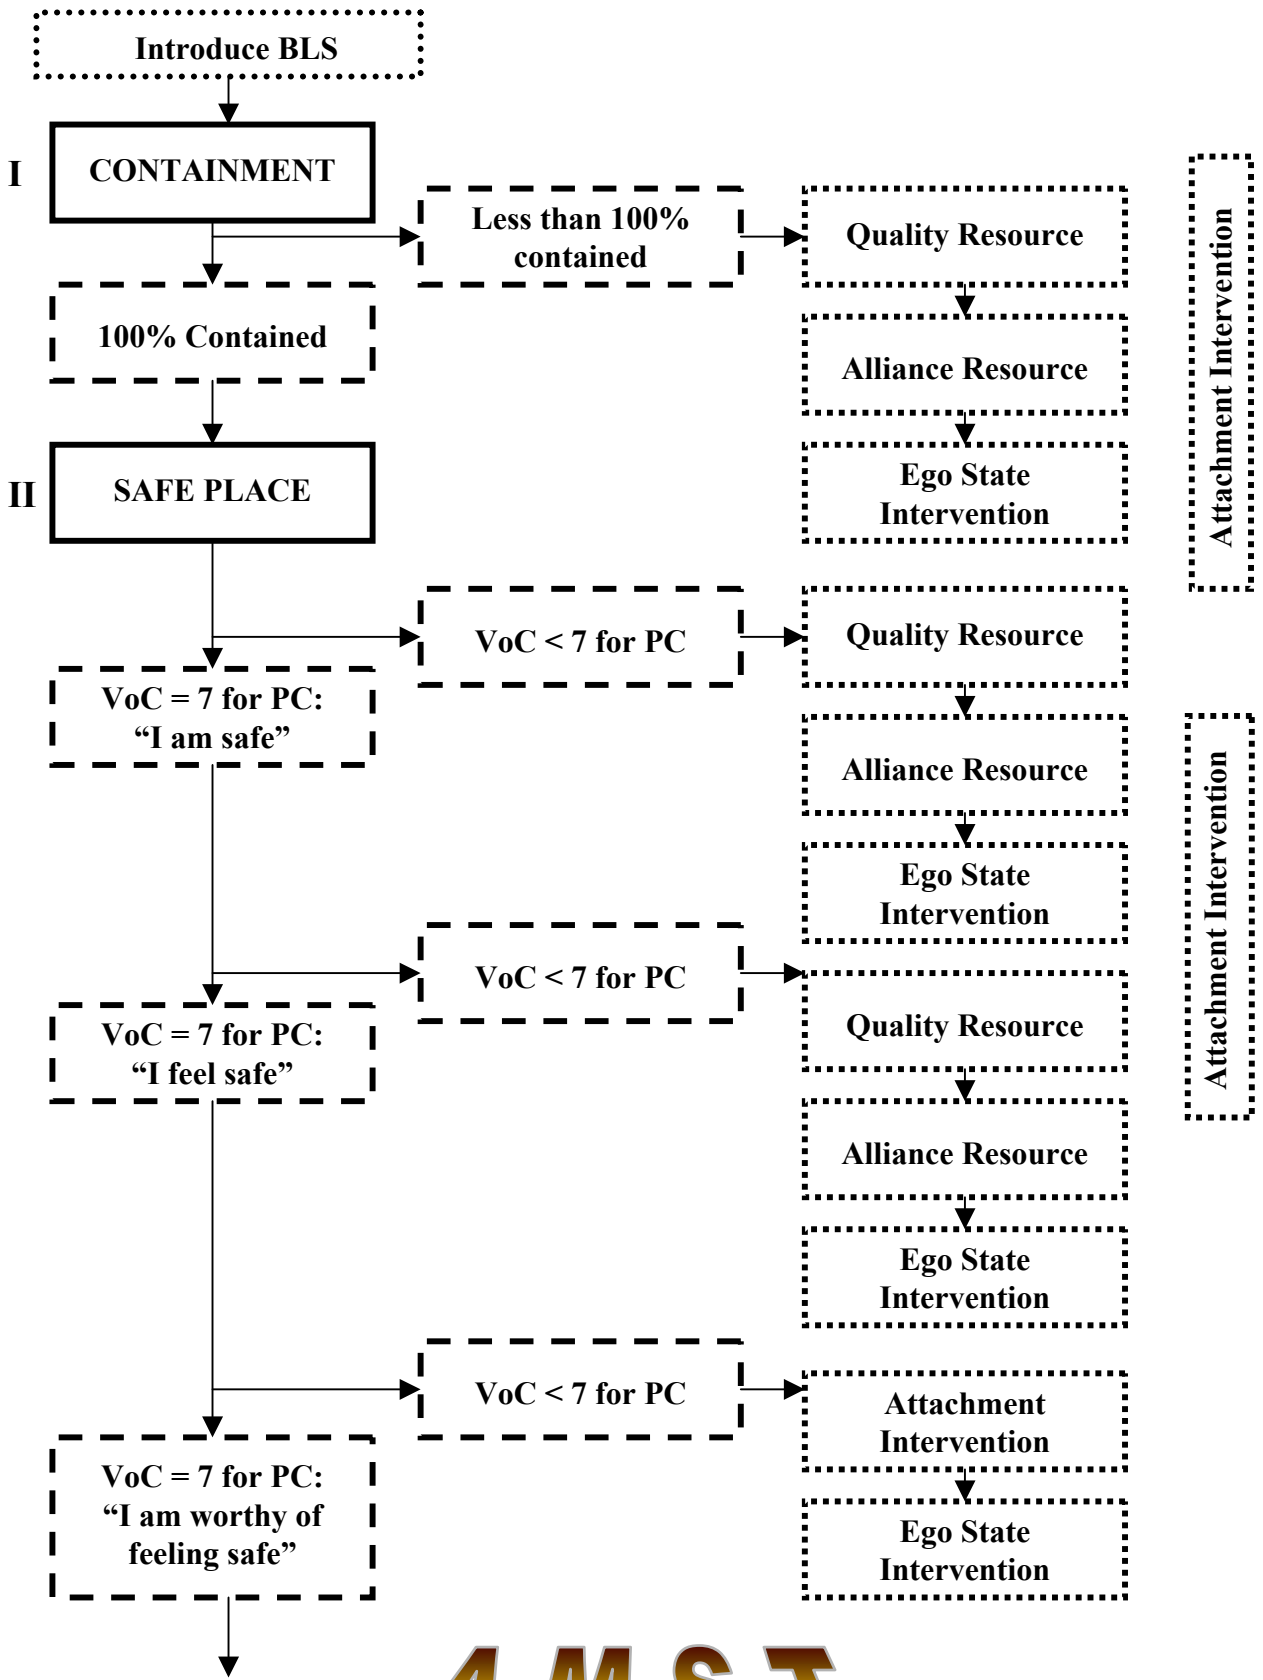 Introduce BLS
I
CONTAINMENT
Less than 100%
contained
Quality Resource
100% Contained
Alliance Resource
II
SAFE PLACE
Ego State
Intervention
Attachment Intervention
VoC < 7 for PC
Quality Resource
VoC = 7 for PC:
“I am safe”
Alliance Resource
Ego State
Intervention
Attachment Intervention
VoC < 7 for PC
Quality Resource
VoC = 7 for PC:
“I feel safe”
Alliance Resource
Ego State
Intervention
VoC < 7 for PC
Attachment
Intervention
VoC = 7 for PC:
“I am worthy of
feeling safe”
Ego State
Intervention
AMST